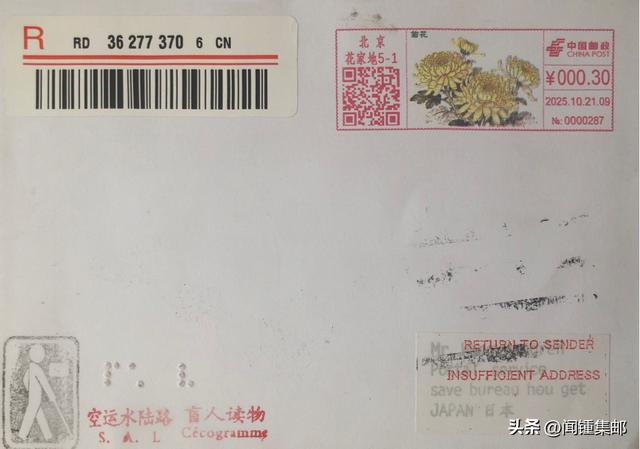 R RD 36 277 370 6 CN
北京
花家地5-1
菊花
中国邮政
CHINA POST
¥000.30
2025.10.21.09
№: 0000287
RETURN TO SENDER
Mr
INSUFFICIENT ADDRESS
save bureau hou get
JAPAN 日本
空运水陆路 盲人读物
S. A. L Cécogramme
头条 @闻锺集邮